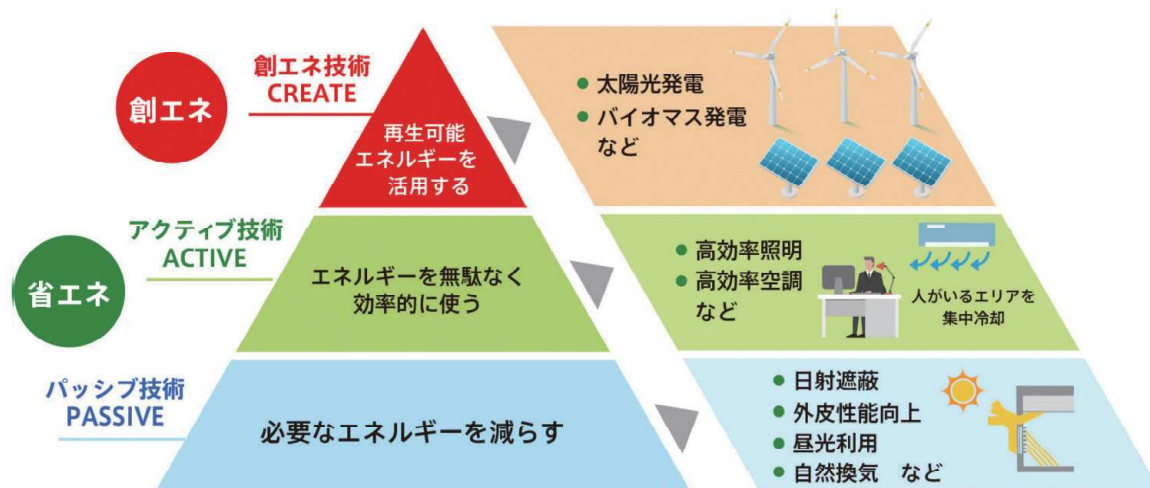 創エネ
創エネ技術
CREATE
再生可能
エネルギーを
活用する
● 太陽光発電
● バイオマス発電
など
省エネ
アクティブ技術
ACTIVE
エネルギーを無駄なく
効率的に使う
● 高効率照明
● 高効率空調
など
人がいるエリアを
集中冷却
パッシブ技術
PASSIVE
必要なエネルギーを減らす
● 日射遮蔽
● 外皮性能向上
● 昼光利用
● 自然換気 など